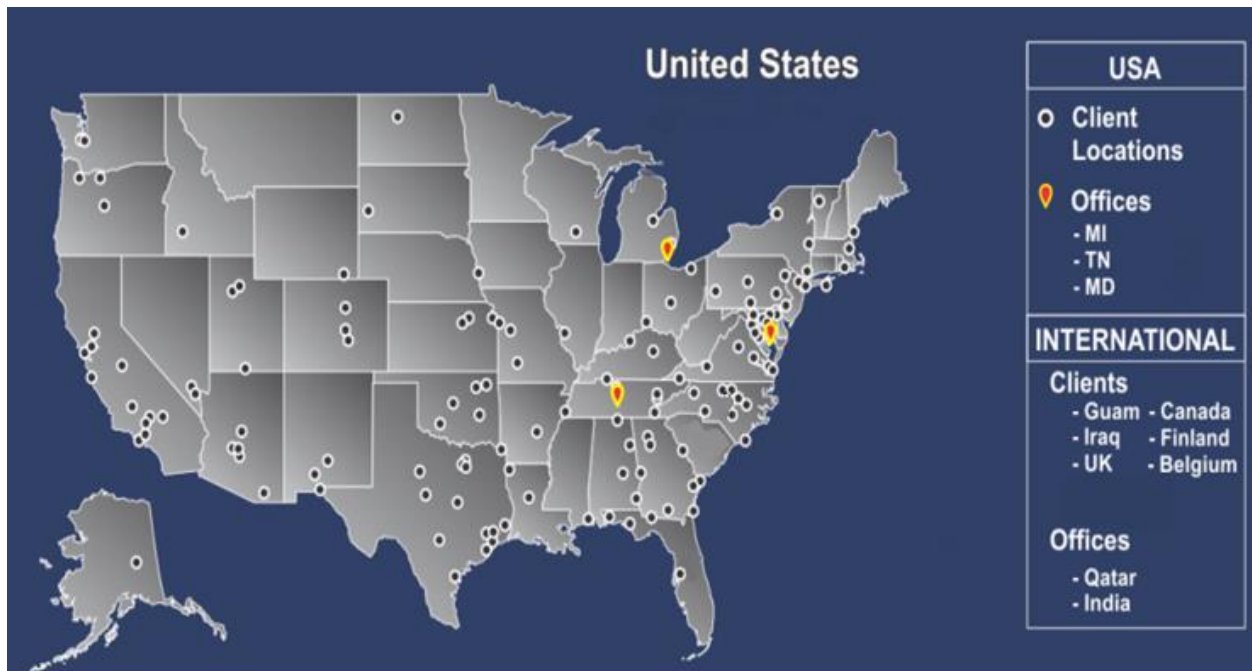 United States
USA
Client
Locations
Offices
- MI
- TN
- MD
INTERNATIONAL
Clients
- Guam - Canada
- Iraq - Finland
- UK - Belgium
Offices
- Qatar
- India